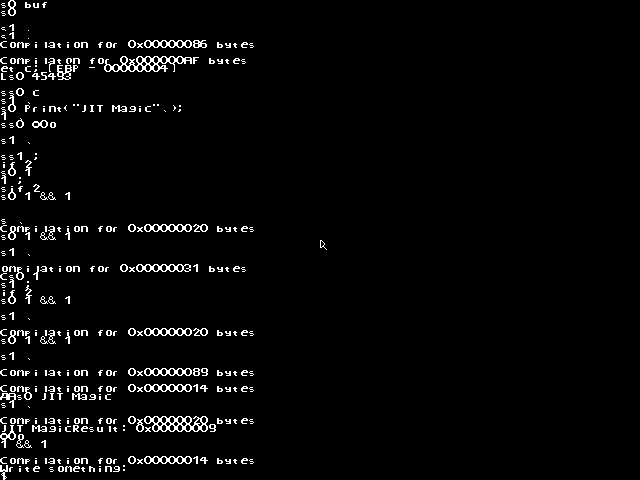 sO buf
sO
s1 .
s1 .
Compilation for 0x00000086 bytes
Compilation for 0x000000AF bytes
et c; [EBP - 00000004]
LsO 45493
ssO c
s1 .
sO Print("JIT Magic",);
1 .
ssO oOo
s1 .
ss1 ;
if 2
sO 1
1 ;
sif 2
sO 1 && 1
s .
Compilation for 0x00000020 bytes
sO 1 && 1
s1 .
ompilation for 0x00000031 bytes
CsO 1
s1 ;
if 2
sO 1 && 1
s1 .
Compilation for 0x00000020 bytes
sO 1 && 1
s1 .
Compilation for 0x00000089 bytes
Compilation for 0x00000014 bytes
AAsO JIT Magic
s1 .
Compilation for 0x00000020 bytes
JIT MagicResult: 0x00000009
oOo
1 && 1
Compilation for 0x00000014 bytes
Write something: